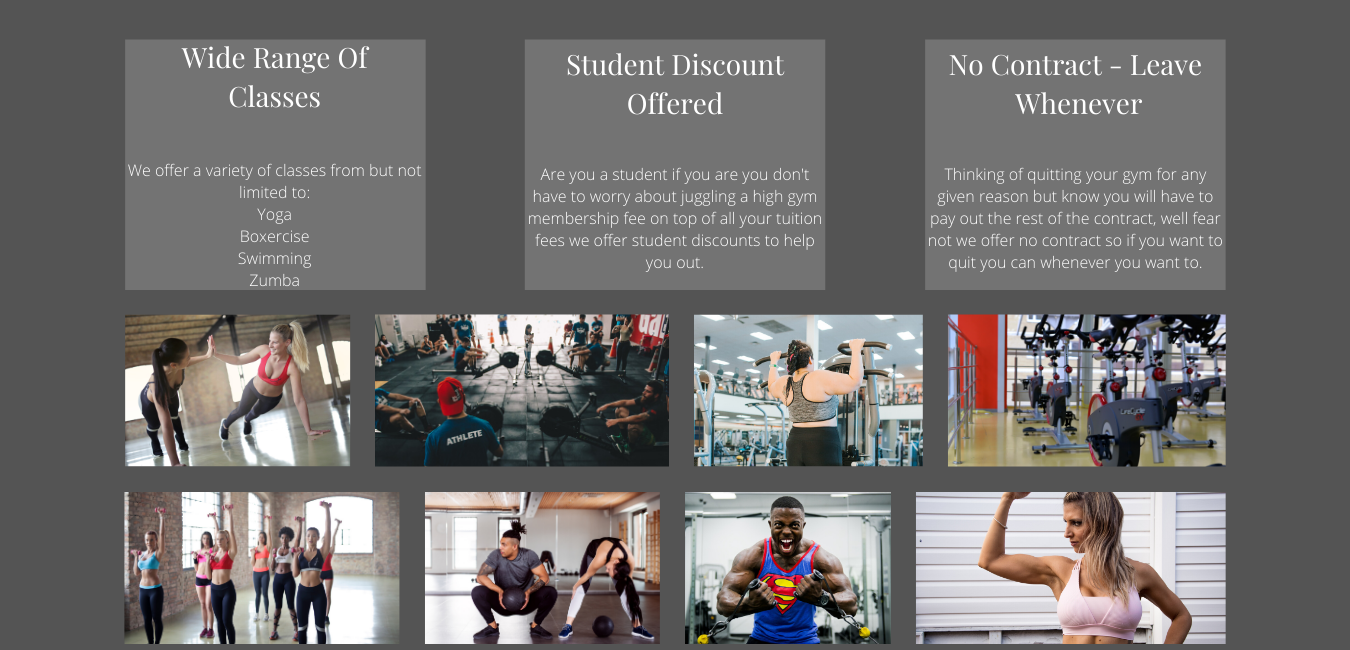 Wide Range Of
Classes
We offer a variety of classes from but not
limited to:
Yoga
Boxercise
Swimming
Zumba
Student Discount
Offered
Are you a student if you are you don't
have to worry about juggling a high gym
membership fee on top of all your tuition
fees we offer student discounts to help
you out.
No Contract - Leave
Whenever
Thinking of quitting your gym for any
given reason but know you will have to
pay out the rest of the contract, well fear
not we offer no contract so if you want to
quit you can whenever you want to.
ATHLETE
LifeCycle